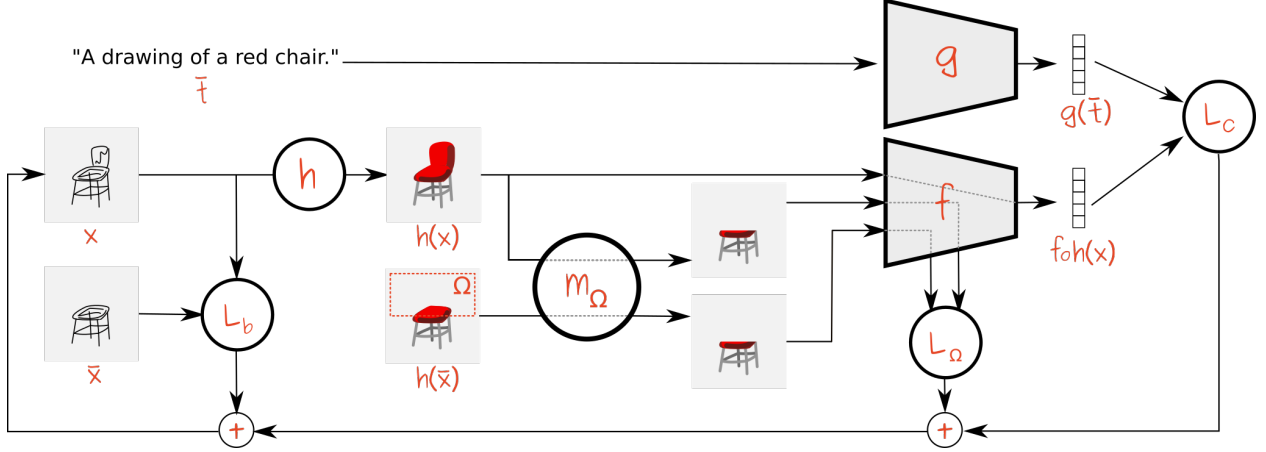 "A drawing of a red chair."
t̄
g
g(t̄)
L_C
x
h
h(x)
f
f∘h(x)
x̄
L_b
Ω
h(x̄)
m_Ω
L_Ω
+
+